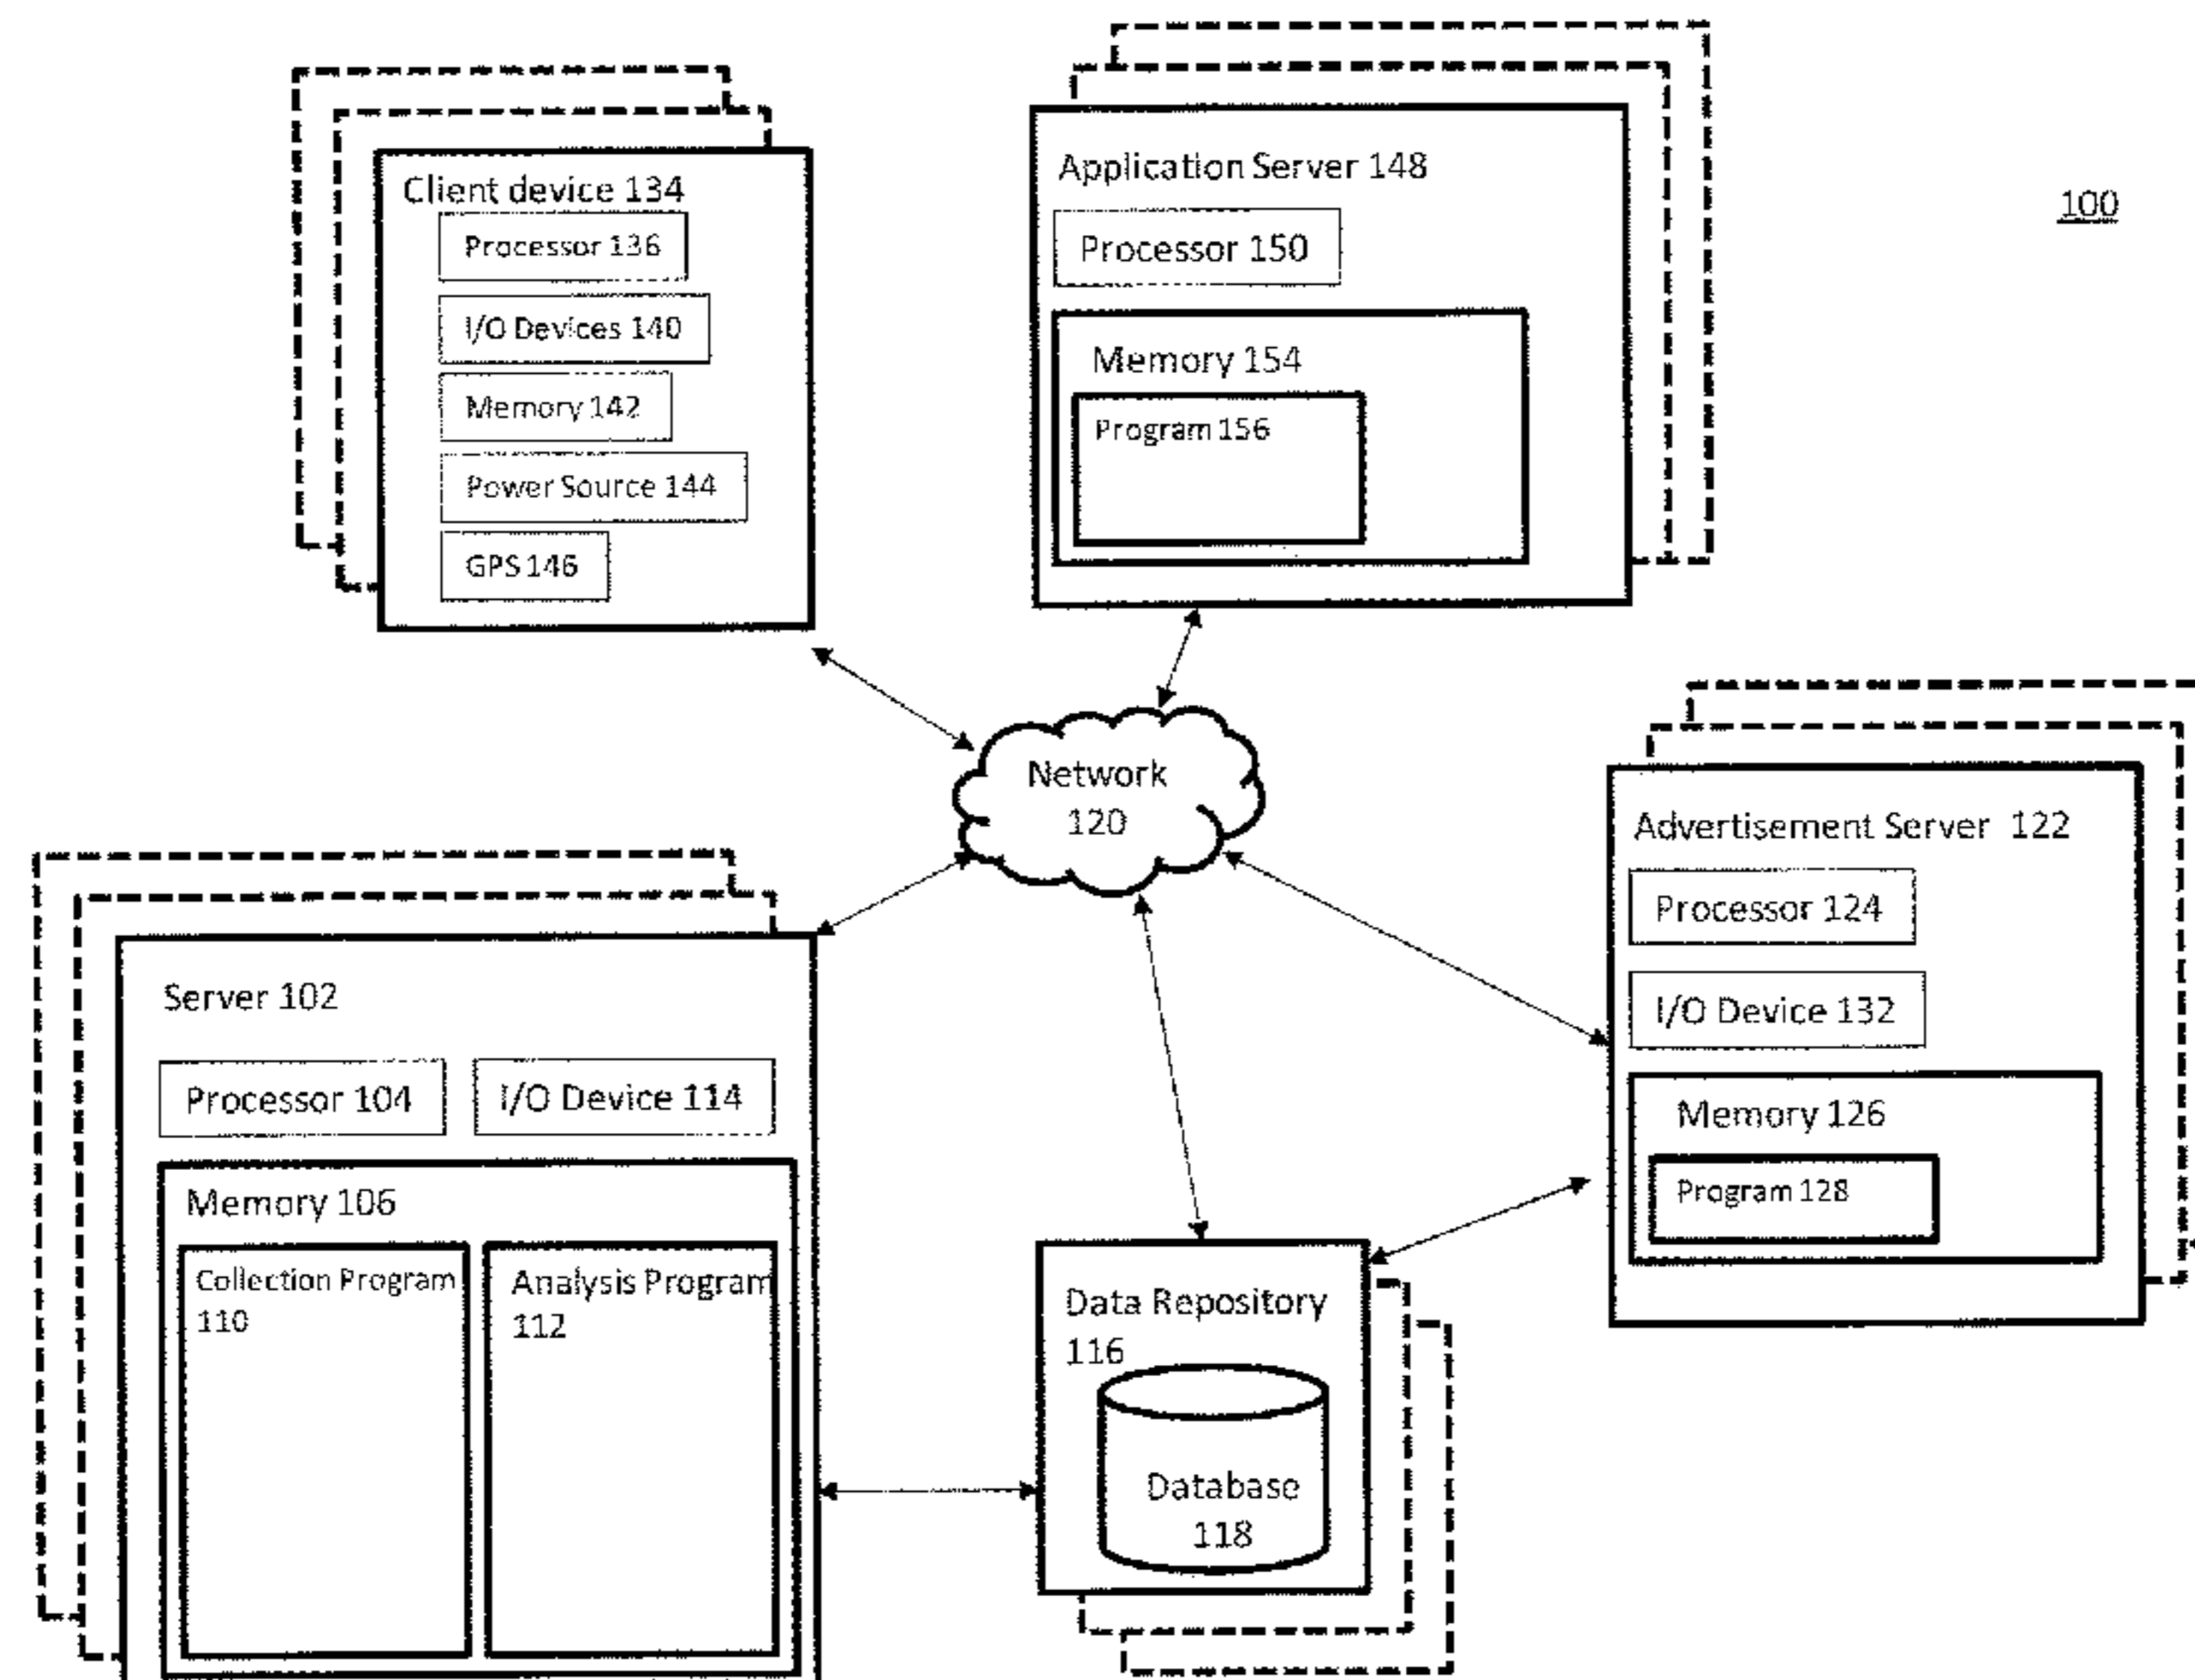 Client device 134
Processor 136
I/O Devices 140
Memory 142
Power Source 144
GPS 146
Application Server 148
Processor 150
Memory 154
Program 156
100
Network
120
Advertisement Server 122
Processor 124
I/O Device 132
Memory 126
Program 128
Server 102
Processor 104
I/O Device 114
Memory 106
Collection Program
110
Analysis Program
112
Data Repository
116
Database
118